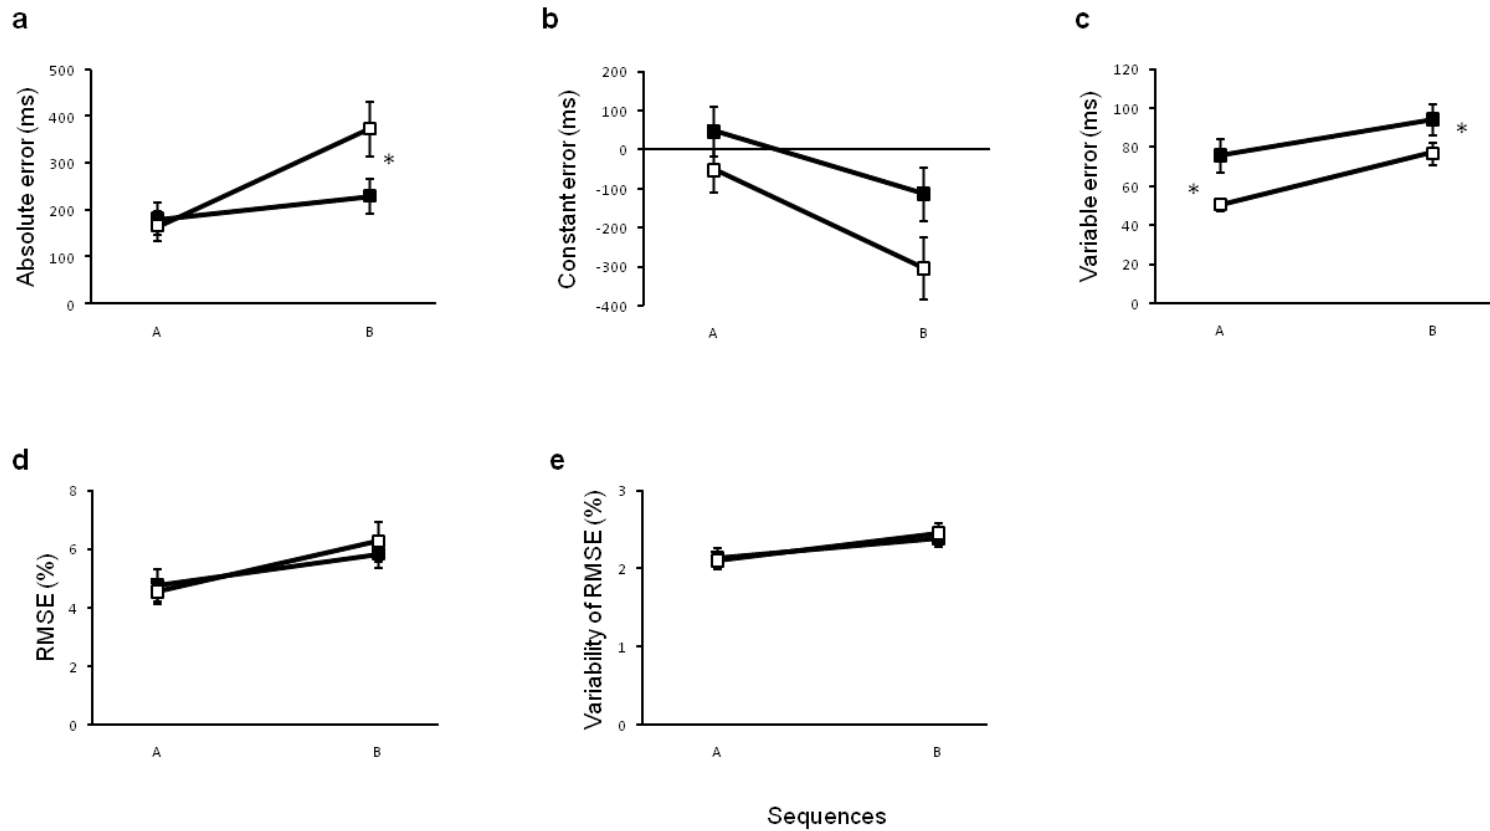 a
Absolute error (ms)
500
400
300
200
100
0
*
A B
b
Constant error (ms)
200
100
0
-100
-200
-300
-400
A B
c
Variable error (ms)
120
100
80
60
40
20
0
*
*
A B
d
RMSE (%)
8
6
4
2
0
A B
e
Variability of RMSE (%)
3
2
1
0
A B
Sequences